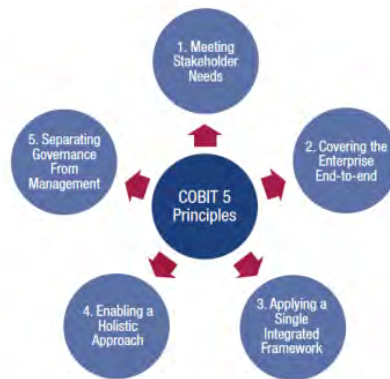 1. Meeting
Stakeholder
Needs
2. Covering the
Enterprise
End-to-end
3. Applying a
Single
Integrated
Framework
4. Enabling a
Holistic
Approach
5. Separating
Governance
From
Management
COBIT 5
Principles